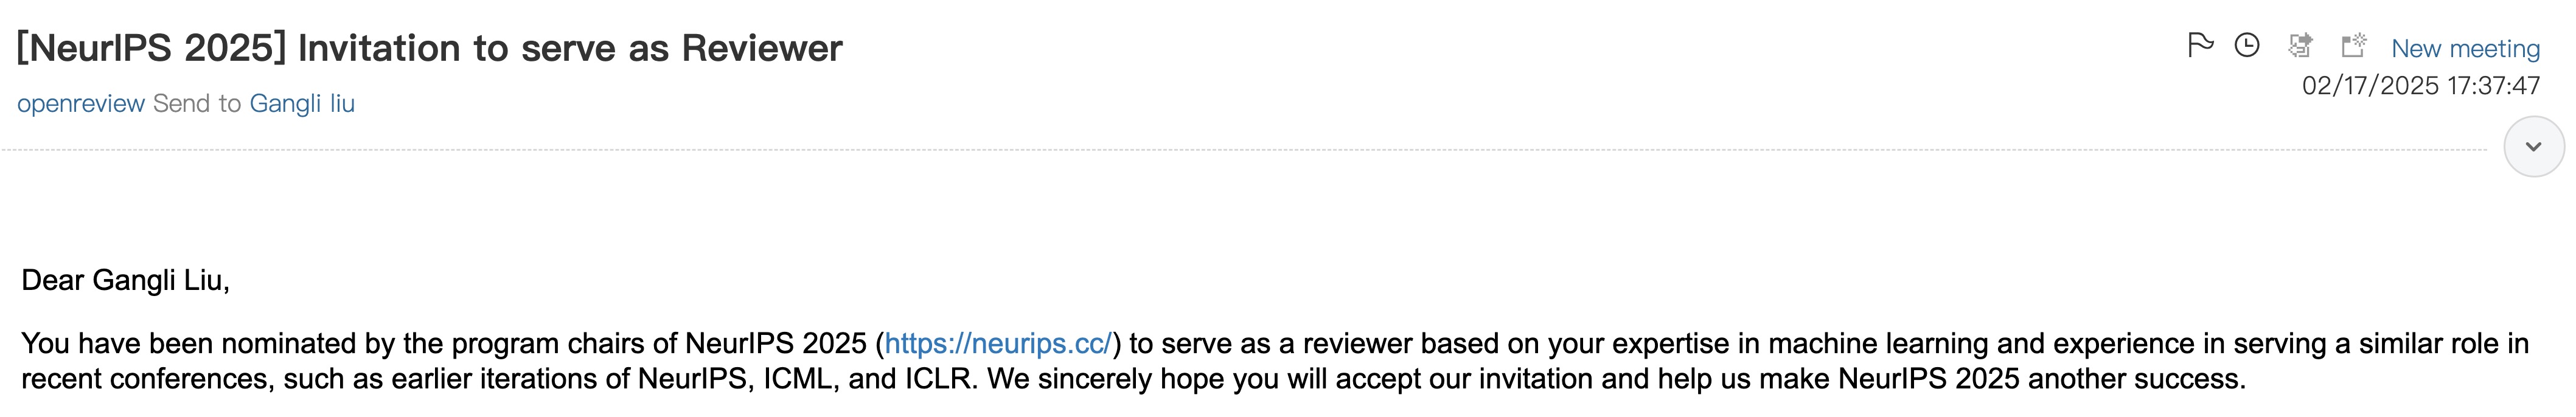 [NeurIPS 2025] Invitation to serve as Reviewer
New meeting
openreview Send to Gangli liu
02/17/2025 17:37:47
Dear Gangli Liu,
You have been nominated by the program chairs of NeurIPS 2025 (https://neurips.cc/) to serve as a reviewer based on your expertise in machine learning and experience in serving a similar role in
recent conferences, such as earlier iterations of NeurIPS, ICML, and ICLR. We sincerely hope you will accept our invitation and help us make NeurIPS 2025 another success.